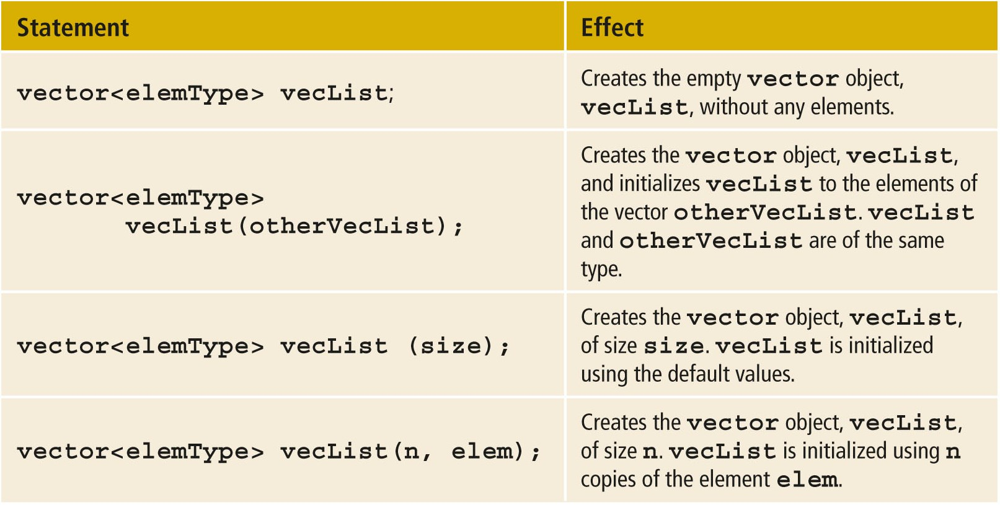 Statement
Effect
vector<elemType> vecList;
Creates the empty vector object,
vecList, without any elements.
vector<elemType>
vecList(otherVecList);
Creates the vector object, vecList,
and initializes vecList to the elements of
the vector otherVecList. vecList
and otherVecList are of the same
type.
vector<elemType> vecList (size);
Creates the vector object, vecList,
of size size. vecList is initialized
using the default values.
vector<elemType> vecList(n, elem);
Creates the vector object, vecList,
of size n. vecList is initialized using n
copies of the element elem.